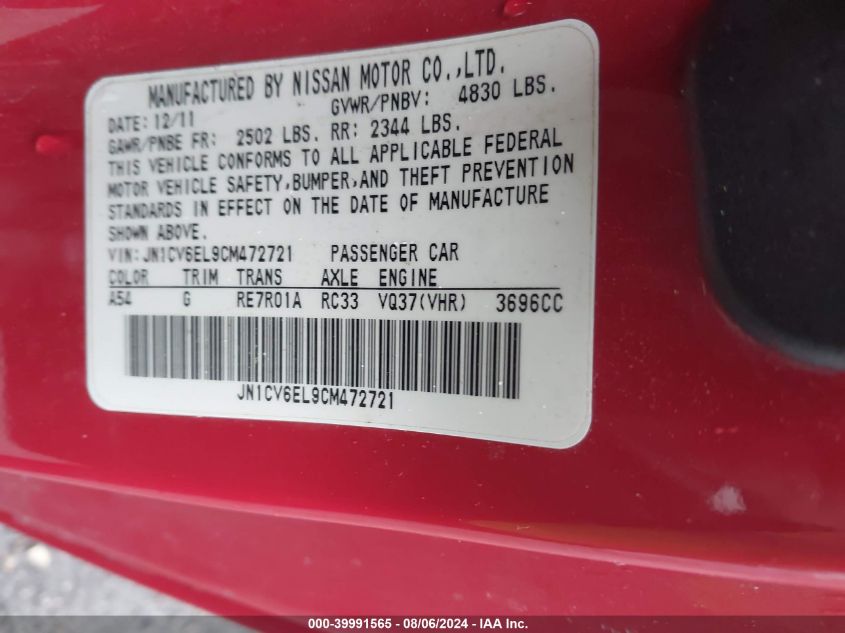 MANUFACTURED BY NISSAN MOTOR CO.,LTD.
DATE: 12/11 GVWR/PNBV: 4830 LBS.
GAWR/PNBE FR: 2502 LBS. RR: 2344 LBS.
THIS VEHICLE CONFORMS TO ALL APPLICABLE FEDERAL
MOTOR VEHICLE SAFETY,BUMPER,AND THEFT PREVENTION
STANDARDS IN EFFECT ON THE DATE OF MANUFACTURE
SHOWN ABOVE.
VIN:JN1CV6EL9CM472721 PASSENGER CAR
COLOR TRIM TRANS AXLE ENGINE
A54 G RE7R01A RC33 VQ37(VHR) 3696CC
JN1CV6EL9CM472721
000-39991565 - 08/06/2024 - IAAI.COM